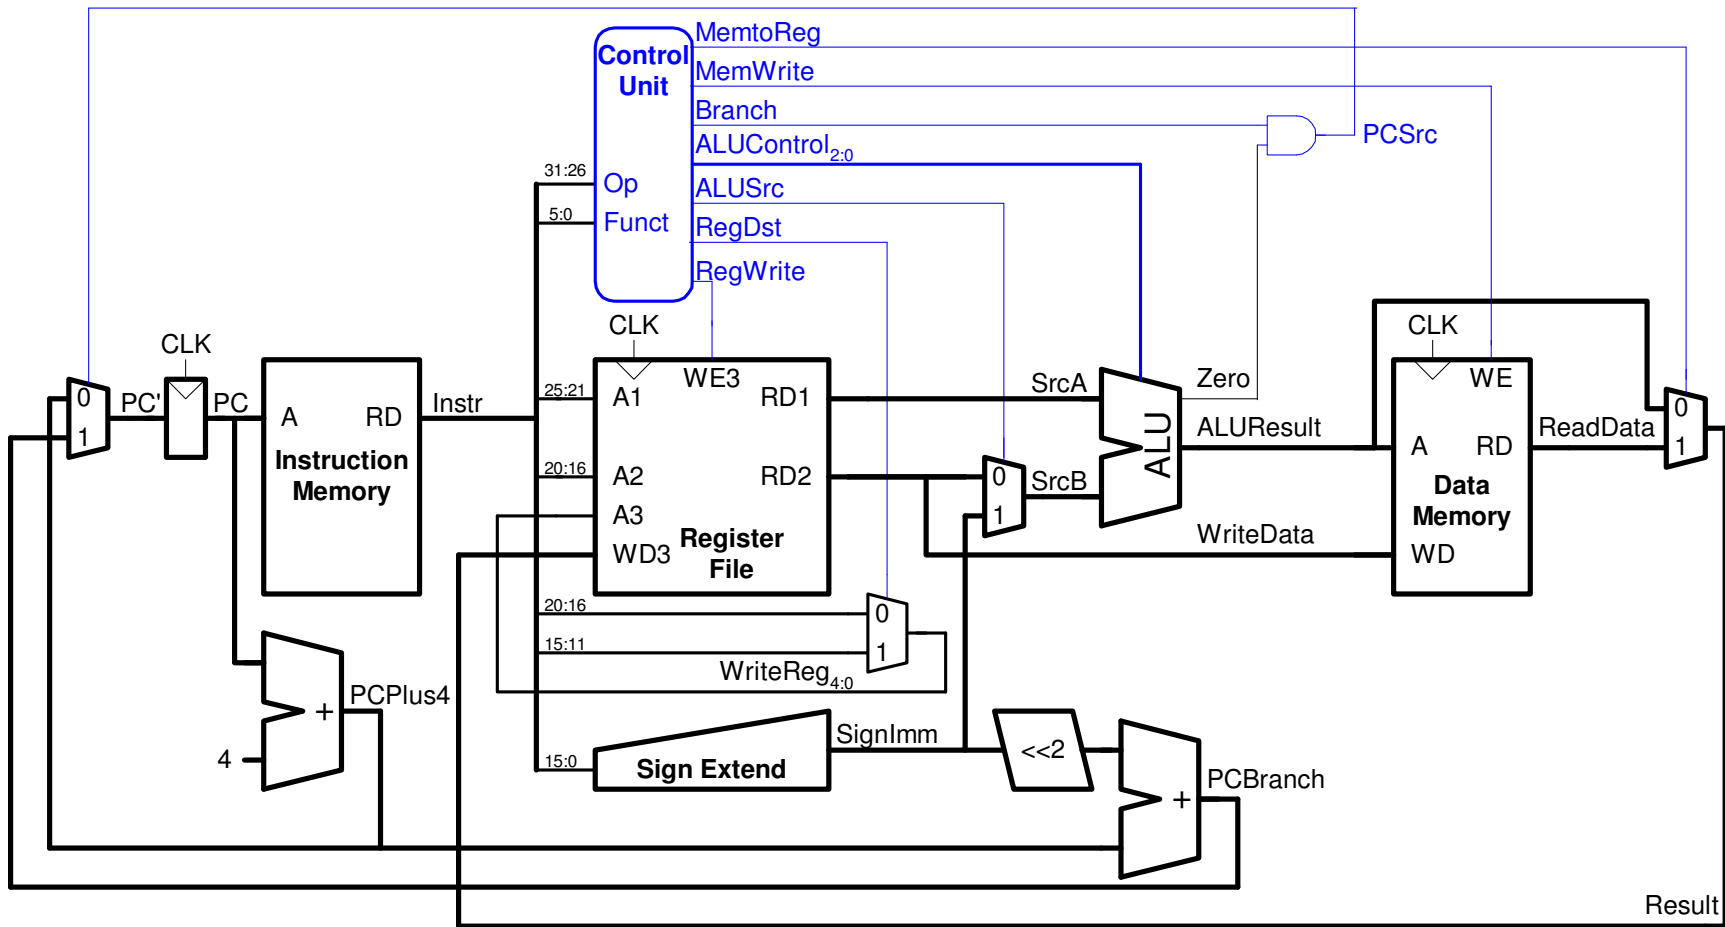 MemtoReg
Control
Unit
MemWrite
Branch
PCSrc
ALUControl2:0
31:26
Op
ALUSrc
5:0
Funct
RegDst
RegWrite
CLK
CLK
CLK
0
1
PC'
PC
A
RD
Instruction
Memory
Instr
25:21
A1
WE3
RD1
20:16
A2
RD2
A3
WD3
Register
File
SrcA
0
1
SrcB
ALU
Zero
ALUResult
WriteData
WE
A
RD
Data
Memory
WD
ReadData
0
1
20:16
0
15:11
1
WriteReg4:0
PCPlus4
+
4
15:0
Sign Extend
SignImm
<<2
+
PCBranch
Result